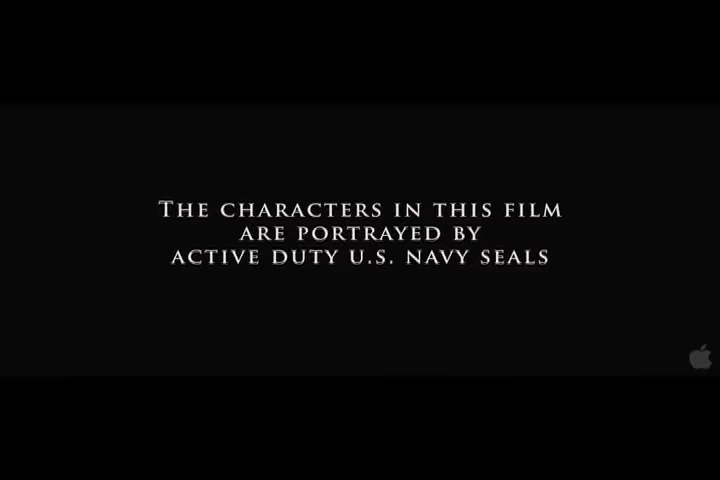 The characters in this film
are portrayed by
active duty U.S. Navy SEALs